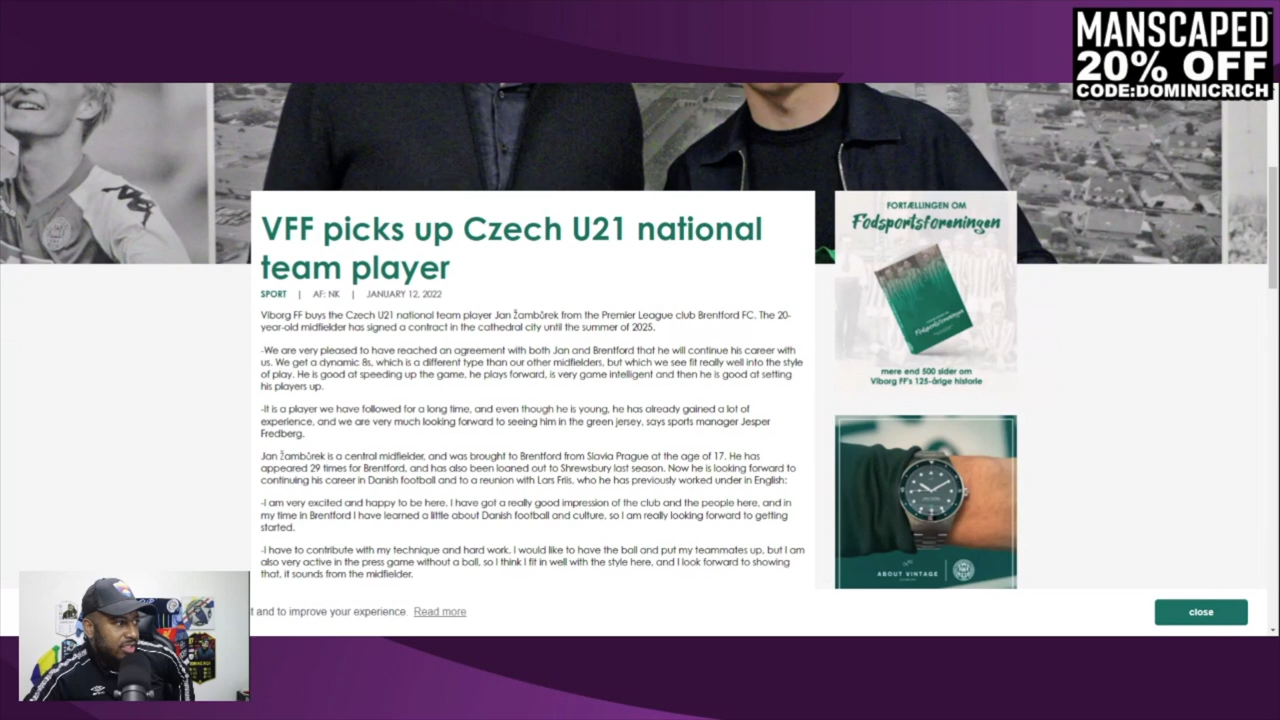 MANSCAPED
20% OFF
CODE:DOMINICRICH
VFF picks up Czech U21 national
team player
SPORT | AF: NK | JANUARY 12, 2022
Viborg FF buys the Czech U21 national team player Jan Žambůrek from the Premier League club Brentford FC. The 20-
year-old midfielder has signed a contract in the cathedral city until the summer of 2025.
-We are very pleased to have reached an agreement with both Jan and Brentford that he will continue his career with
us. We get a dynamic 8s, which is a different type than our other midfielders, but which we see fit really well into the style
of play. He is good at speeding up the game, he plays forward, is very game intelligent and then he is good at setting
his players up.
-It is a player we have followed for a long time, and even though he is young, he has already gained a lot of
experience, and we are very much looking forward to seeing him in the green jersey, says sports manager Jesper
Fredberg.
Jan Žambůrek is a central midfielder, and was brought to Brentford from Slavia Prague at the age of 17. He has
appeared 29 times for Brentford, and has also been loaned out to Shrewsbury last season. Now he is looking forward to
continuing his career in Danish football and to a reunion with Lars Friis, who he has previously worked under in English:
-I am very excited and happy to be here. I have got a really good impression of the club and the people here, and in
my time in Brentford I have learned a little about Danish football and culture, so I am really looking forward to getting
started.
-I have to contribute with my technique and hard work. I would like to have the ball and put my teammates up, but I am
also very active in the press game without a ball, so I think I fit in well with the style here, and I look forward to showing
that, it sounds from the midfielder.
FORTÆLLINGEN OM
Fodsportsforeningen
mere end 500 sider om
Viborg FF's 125-årige historie
ABOUT VINTAGE
t and to improve your experience. Read more
close